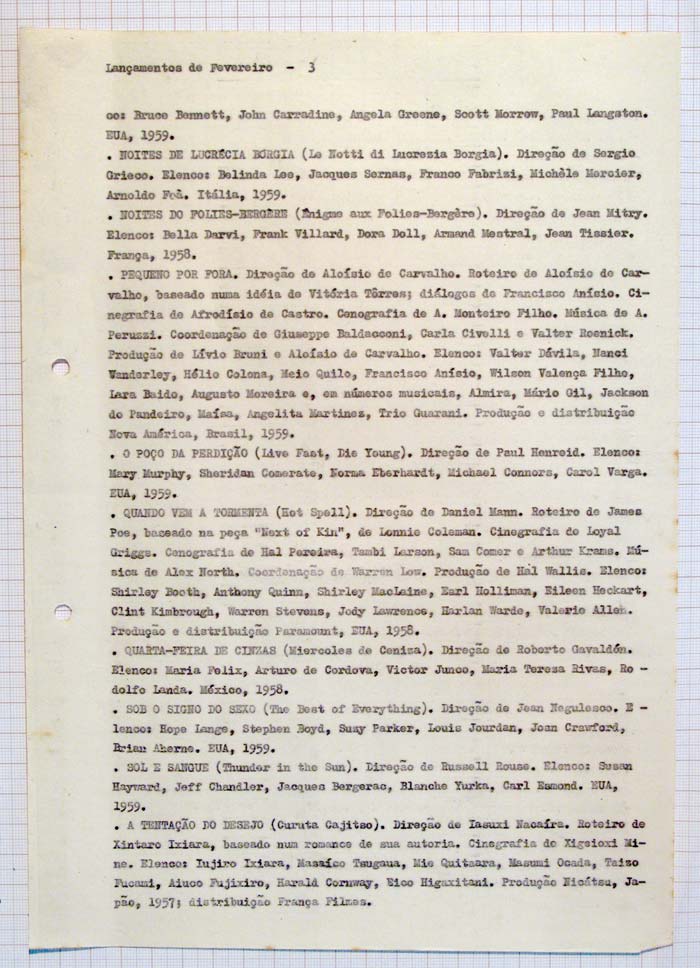 Lançamentos de Fevereiro - 3
co: Bruce Bennett, John Carradine, Angela Greene, Scott Morrow, Paul Langston.
EUA, 1959.
. NOITES DE LUCRÉCIA BÓRGIA (Le Notti di Lucrezia Borgia). Direção de Sergio
Grieco. Elenco: Belinda Lee, Jacques Sernas, Franco Fabrizi, Michèle Mercier,
Arnoldo Foà. Itália, 1959.
. NOITES DO FOLIES-BERGÈRE (Énigme aux Folies-Bergère). Direção de Jean Mitry.
Elenco: Bella Darvi, Frank Villard, Dora Doll, Armand Mestral, Jean Tissier.
França, 1958.
. PEQUENO POR FORA. Direção de Aloísio de Carvalho. Roteiro de Aloísio de Car-
valho, baseado numa idéia de Vitória Tôrres; diálogos de Francisco Anísio. Ci-
negrafia de Afrodísio de Castro. Cenografia de A. Monteiro Filho. Música de A.
Peruzzi. Coordenação de Giuseppe Baldacconi, Carla Civelli e Valter Rosnick.
Produção de Lívio Bruni e Aloísio de Carvalho. Elenco: Valter Dávila, Nanci
Wanderley, Hélio Colona, Meio Quilo, Francisco Anísio, Wilson Valença Filho,
Lara Baido, Augusto Moreira e, em números musicais, Almira, Mário Gil, Jackson
do Pandeiro, Maísa, Angelita Martinez, Trio Guarani. Produção e distribuição
Nova América, Brasil, 1959.
. O POÇO DA PERDIÇÃO (Live Fast, Die Young). Direção de Paul Henreid. Elenco:
Mary Murphy, Sheridan Comerate, Norma Eberhardt, Michael Connors, Carol Varga.
EUA, 1959.
. QUANDO VEM A TORMENTA (Hot Spell). Direção de Daniel Mann. Roteiro de James
Poe, baseado na peça "Next of Kin", de Lonnie Coleman. Cinegrafia de Loyal
Griggs. Cenografia de Hal Pereira, Tambi Larson, Sam Comer e Arthur Krams. Mú-
sica de Alex North. Coordenação de Warren Low. Produção de Hal Wallis. Elenco:
Shirley Booth, Anthony Quinn, Shirley MacLaine, Earl Holliman, Eileen Heckart,
Clint Kimbrough, Warren Stevens, Jody Lawrence, Harlan Warde, Valerie Allen.
Produção e distribuição Paramount, EUA, 1958.
. QUARTA-FEIRA DE CINZAS (Miercoles de Ceniza). Direção de Roberto Gavaldón.
Elenco: Maria Felix, Arturo de Cordova, Victor Junco, Maria Tereza Rivas, Ro -
dolfo Landa. México, 1958.
. SOB O SIGNO DO SEXO (The Best of Everything). Direção de Jean Negulesco. E -
lenco: Hope Lange, Stephen Boyd, Suzy Parker, Louis Jourdan, Joan Crawford,
Brian Aherne. EUA, 1959.
. SOL E SANGUE (Thunder in the Sun). Direção de Russell Rouse. Elenco: Susan
Hayward, Jeff Chandler, Jacques Bergerac, Blanche Yurka, Carl Esmond. EUA,
1959.
. A TENTAÇÃO DO DESEJO (Curuta Cajitso). Direção de Iasuxi Nacaíra. Roteiro de
Xintaro Ixiara, baseado num romance de sua autoria. Cinegrafia de Xigeioxi Mi-
ne. Elenco: Iujiro Ixiara, Masaíco Tsugaua, Mie Quitaara, Masumi Ocada, Taizo
Fucami, Aiuco Fujixiro, Harald Cornway, Eico Higaxitani. Produção Nicátsu, Ja-
pão, 1957; distribuição França Filmes.